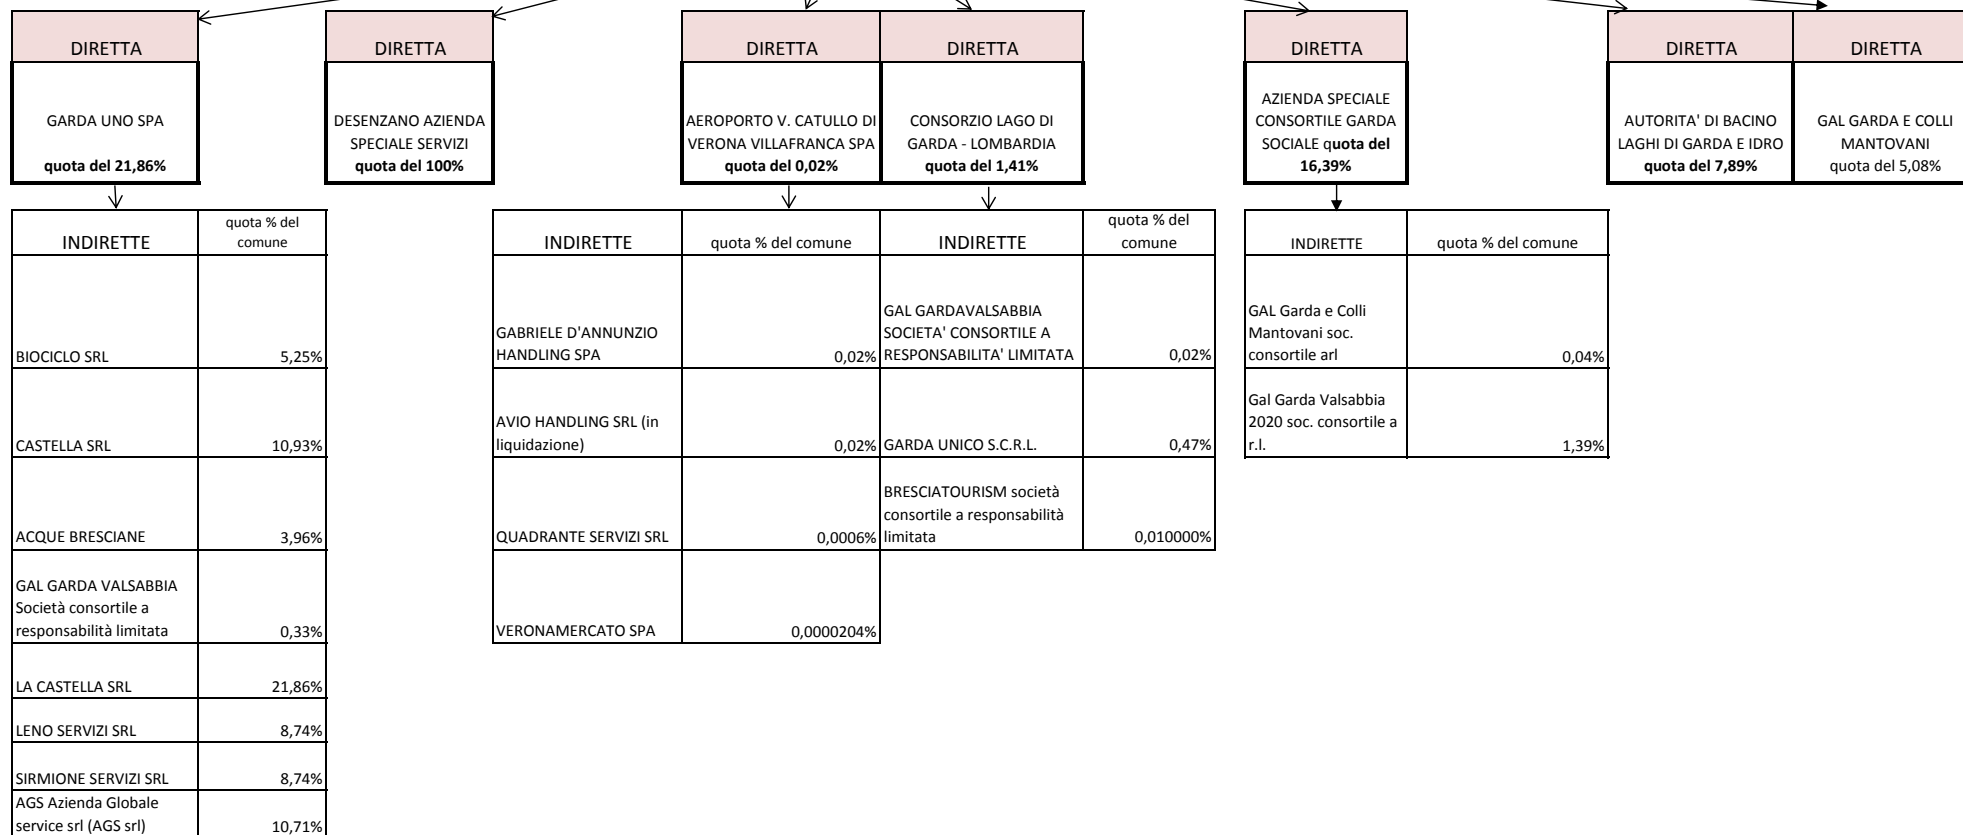 DIRETTA
GARDA UNO SPA
quota del 21,86%
DIRETTA
DESENZANO AZIENDA
SPECIALE SERVIZI
quota del 100%
DIRETTA
AEROPORTO V. CATULLO DI
VERONA VILLAFRANCA SPA
quota del 0,02%
DIRETTA
CONSORZIO LAGO DI
GARDA - LOMBARDIA
quota del 1,41%
DIRETTA
AZIENDA SPECIALE
CONSORTILE GARDA
SOCIALE quota del
16,39%
DIRETTA
AUTORITA' DI BACINO
LAGHI DI GARDA E IDRO
quota del 7,89%
DIRETTA
GAL GARDA E COLLI
MANTOVANI
quota del 5,08%
INDIRETTE
quota % del
comune
BIOCICLO SRL
5,25%
CASTELLA SRL
10,93%
ACQUE BRESCIANE
3,96%
GAL GARDA VALSABBIA
Società consortile a
responsabilità limitata
0,33%
LA CASTELLA SRL
21,86%
LENO SERVIZI SRL
8,74%
SIRMIONE SERVIZI SRL
8,74%
AGS Azienda Globale
service srl (AGS srl)
10,71%
INDIRETTE
quota % del comune
GABRIELE D'ANNUNZIO
HANDLING SPA
0,02%
AVIO HANDLING SRL (in
liquidazione)
0,02%
QUADRANTE SERVIZI SRL
0,0006%
VERONAMERCATO SPA
0,0000204%
INDIRETTE
quota % del
comune
GAL GARDAVALSABBIA
SOCIETA' CONSORTILE A
RESPONSABILITA' LIMITATA
0,02%
GARDA UNICO S.C.R.L.
0,47%
BRESCIATOURISM società
consortile a responsabilità
limitata
0,010000%
INDIRETTE
quota % del comune
GAL Garda e Colli
Mantovani soc.
consortile arl
0,04%
Gal Garda Valsabbia
2020 soc. consortile a
r.l.
1,39%